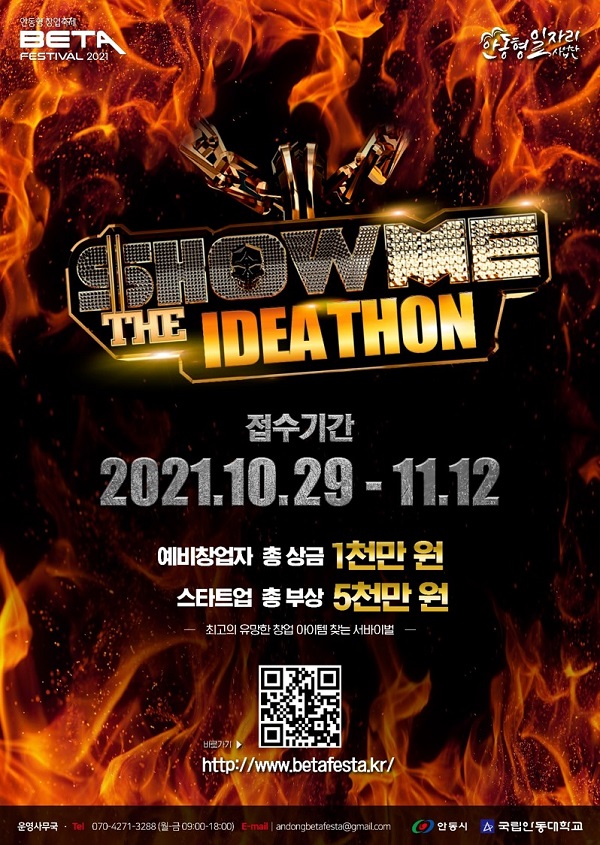 안동형 창업축제
BETA
FESTIVAL 2021
안동형일자리
사업단
$HOW ME
THE IDEA THON
접수기간
2021.10.29 - 11.12
예비창업자 총 상금 1천만 원
스타트업 총 부상 5천만 원
최고의 유망한 창업 아이템 찾는 서바이벌
바로가기 ▶
http://www.betafesta.kr/
운영사무국 · Tel 070-4271-3288 (월-금 09:00-18:00) E-mail | andongbetafesta@gmail.com 안동시 국립안동대학교